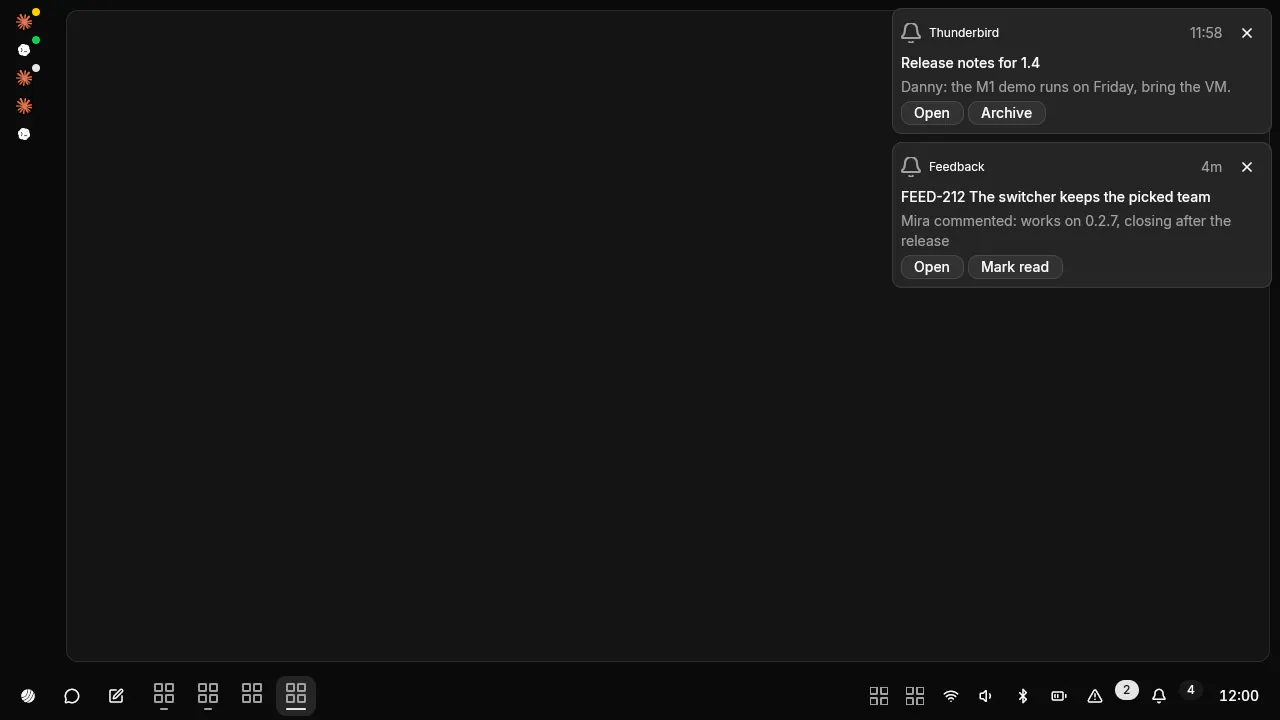 Thunderbird 11:58
Release notes for 1.4
Danny: the M1 demo runs on Friday, bring the VM.
Open Archive
Feedback 4m
FEED-212 The switcher keeps the picked team
Mira commented: works on 0.2.7, closing after the
release
Open Mark read
2 4 12:00